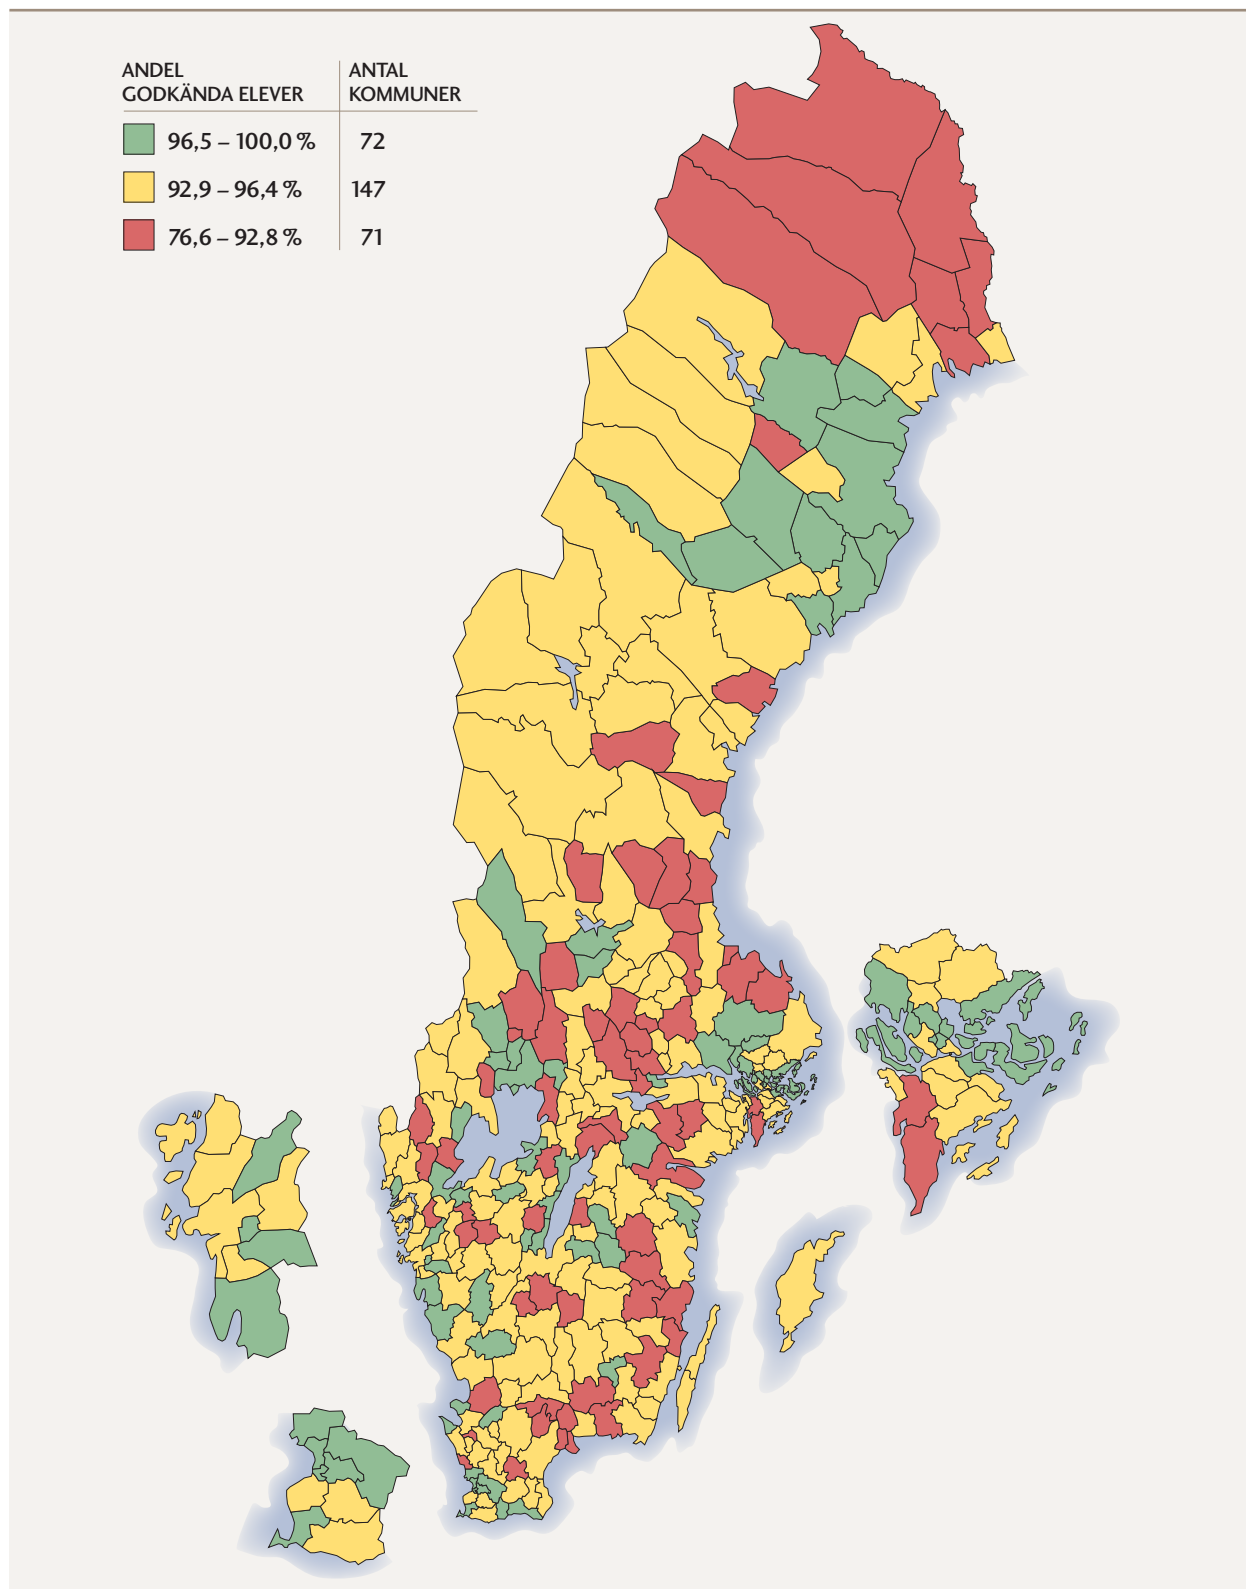 ANDEL
GODKÄNDA ELEVER
ANTAL
KOMMUNER
96,5 – 100,0 % 72
92,9 – 96,4 % 147
76,6 – 92,8 % 71